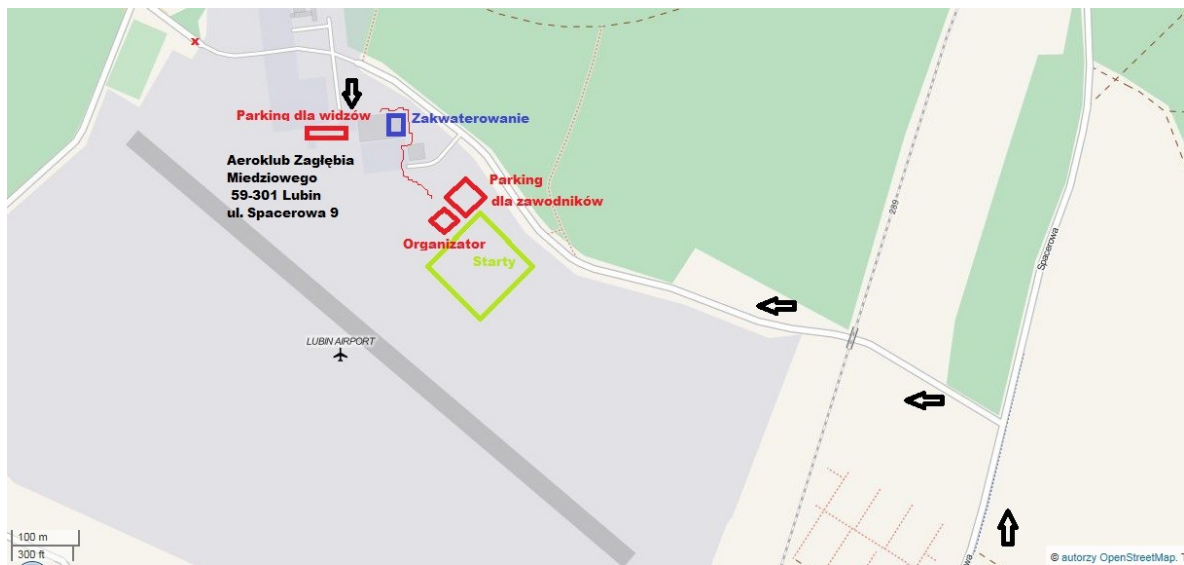 x
Parking dla widzów
Zakwaterowanie
Aeroklub Zagłębia
Miedziowego
59-301 Lubin
ul. Spacerowa 9
Parking
dla zawodników
Organizator
Starty
289
Spacerowa
LUBIN AIRPORT
100 m
300 ft
© autorzy OpenStreetMap. T